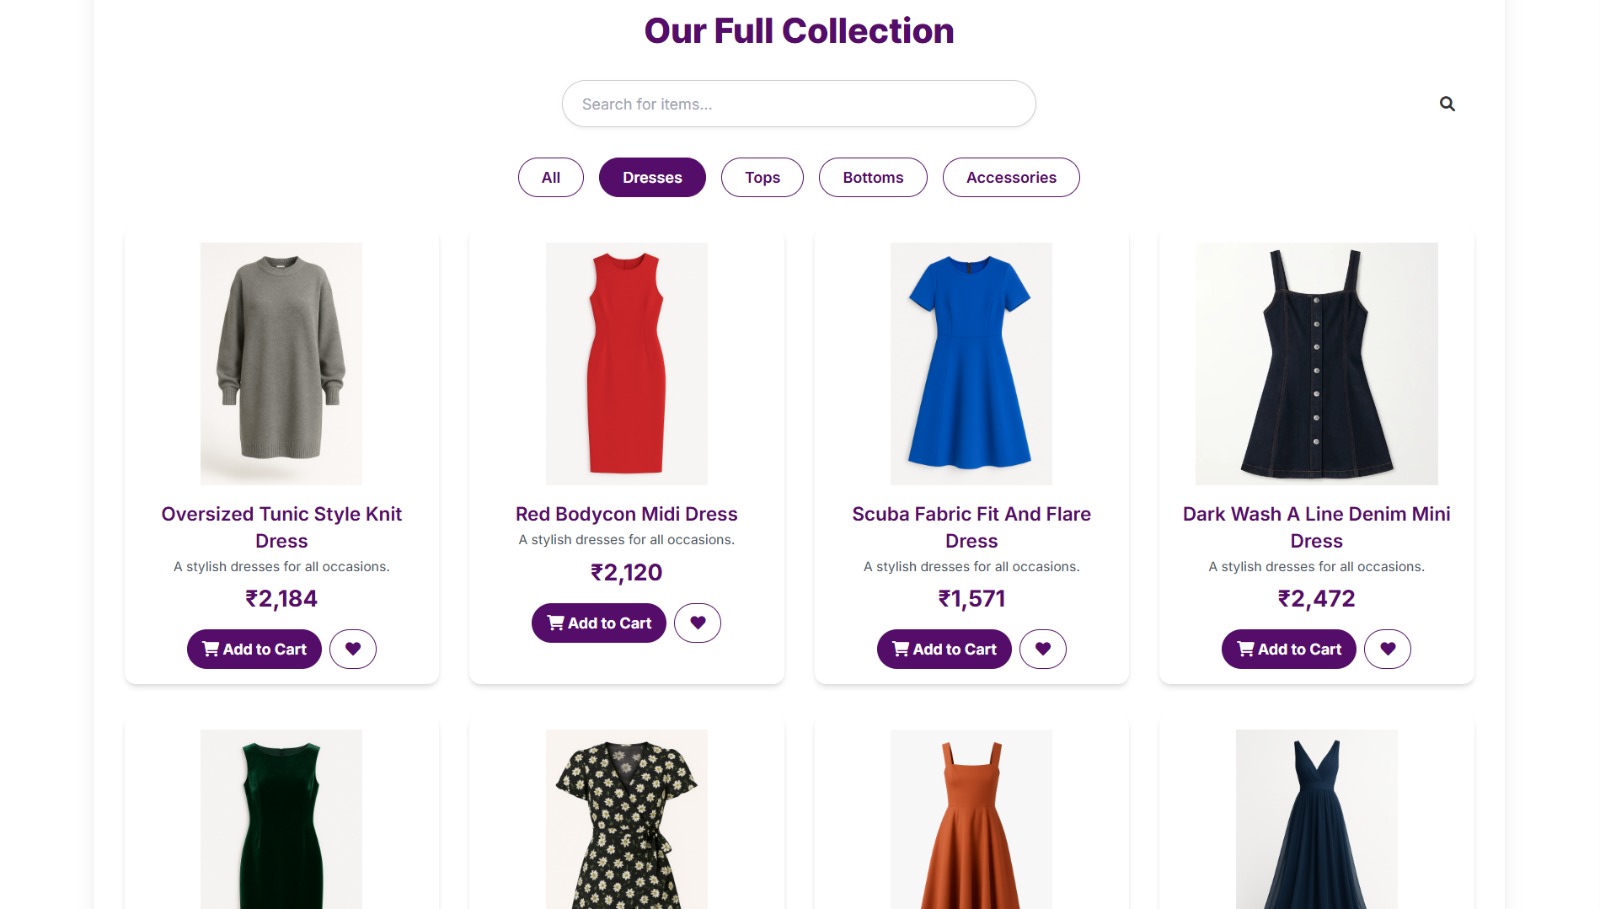 Our Full Collection
Search for items...
All
Dresses
Tops
Bottoms
Accessories
Oversized Tunic Style Knit
Dress
A stylish dresses for all occasions.
₹2,184
Add to Cart
Red Bodycon Midi Dress
A stylish dresses for all occasions.
₹2,120
Add to Cart
Scuba Fabric Fit And Flare
Dress
A stylish dresses for all occasions.
₹1,571
Add to Cart
Dark Wash A Line Denim Mini
Dress
A stylish dresses for all occasions.
₹2,472
Add to Cart